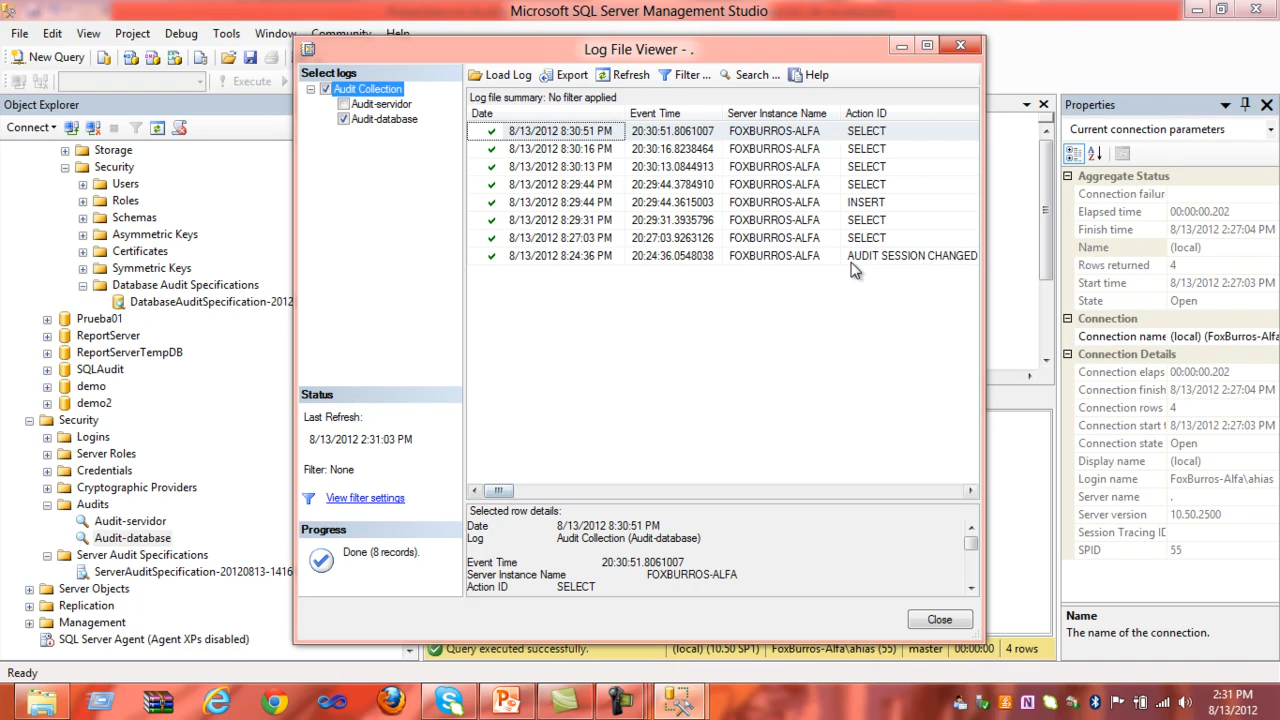 Microsoft SQL Server Management Studio
File Edit View Project Debug Tools Window Community Help
New Query
Execute
Object Explorer
Connect
Storage
Security
Users
Roles
Schemas
Asymmetric Keys
Certificates
Symmetric Keys
Database Audit Specifications
DatabaseAuditSpecification-2012
Prueba01
ReportServer
ReportServerTempDB
SQLAudit
demo
demo2
Security
Logins
Server Roles
Credentials
Cryptographic Providers
Audits
Audit-servidor
Audit-database
Server Audit Specifications
ServerAuditSpecification-20120813-1416
Server Objects
Replication
Management
SQL Server Agent (Agent XPs disabled)
Log File Viewer - .
Select logs
Audit Collection
Audit-servidor
Audit-database
Status
Last Refresh:
8/13/2012 2:31:03 PM
Filter: None
View filter settings
Progress
Done (8 records).
Load Log Export Refresh Filter ... Search ... Help
Log file summary: No filter applied
Date Event Time Server Instance Name Action ID
8/13/2012 8:30:51 PM 20:30:51.8061007 FOXBURROS-ALFA SELECT
8/13/2012 8:30:16 PM 20:30:16.8238464 FOXBURROS-ALFA SELECT
8/13/2012 8:30:13 PM 20:30:13.0844913 FOXBURROS-ALFA SELECT
8/13/2012 8:29:44 PM 20:29:44.3784910 FOXBURROS-ALFA SELECT
8/13/2012 8:29:44 PM 20:29:44.3615003 FOXBURROS-ALFA INSERT
8/13/2012 8:29:31 PM 20:29:31.3935796 FOXBURROS-ALFA SELECT
8/13/2012 8:27:03 PM 20:27:03.9263126 FOXBURROS-ALFA SELECT
8/13/2012 8:24:36 PM 20:24:36.0548038 FOXBURROS-ALFA AUDIT SESSION CHANGED
Selected row details:
Date 8/13/2012 8:30:51 PM
Log Audit Collection (Audit-database)
Event Time 20:30:51.8061007
Server Instance Name FOXBURROS-ALFA
Action ID SELECT
Close
Properties
Current connection parameters
Aggregate Status
Connection failur
Elapsed time 00:00:00.202
Finish time 8/13/2012 2:27:04 PM
Name (local)
Rows returned 4
Start time 8/13/2012 2:27:03 PM
State Open
Connection
Connection name (local) (FoxBurros-Alfa
Connection Details
Connection elaps 00:00:00.202
Connection finish 8/13/2012 2:27:04 PM
Connection rows 4
Connection start t 8/13/2012 2:27:03 PM
Connection state Open
Display name (local)
Login name FoxBurros-Alfa\ahias
Server name .
Server version 10.50.2500
Session Tracing ID
SPID 55
Name
The name of the connection.
Query executed successfully. (local) (10.50 SP1) FoxBurros-Alfa\ahias (55) master 00:00:00 4 rows
Ready
2:31 PM
8/13/2012